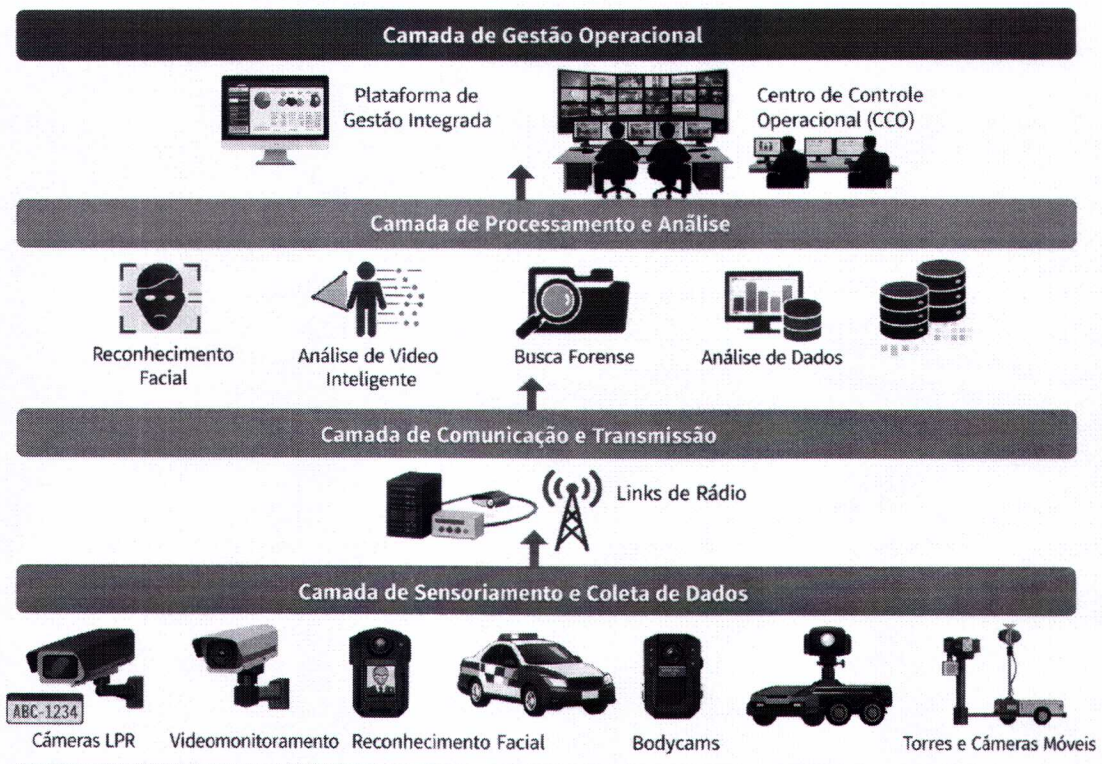 Camada de Gestão Operacional
Plataforma de
Gestão Integrada
Centro de Controle
Operacional (CCO)
Camada de Processamento e Anãlise
Reconhecimento
Facial
Análise de Video
Inteligente
Busca Forense
Análise de Dados
Camada de Comunicação e Transmissão
Links de Rádio
Camada de Sensoriamento e Coleta de Dados
ABC-1234
Câmeras LPR
Videomonitoramento
Reconhecimento Facial
Bodycams
Torres e Câmeras Móveis